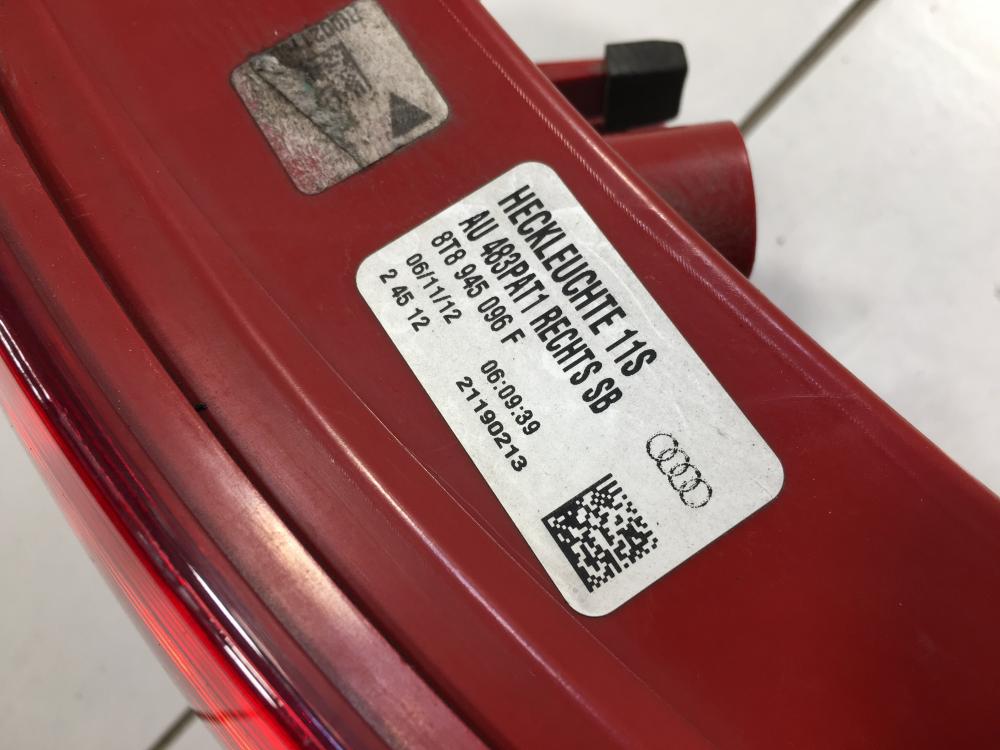 HECKLEUCHTE 11S
AU 483PAT1 RECHTS SB
8T8 945 096 F
06/11/12 06:09:39
2 45 12 21190213